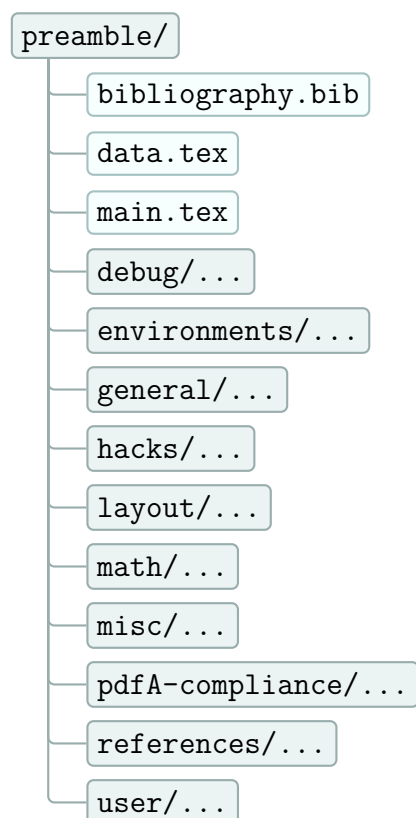 preamble/
bibliography.bib
data.tex
main.tex
debug/...
environments/...
general/...
hacks/...
layout/...
math/...
misc/...
pdfA-compliance/...
references/...
user/...